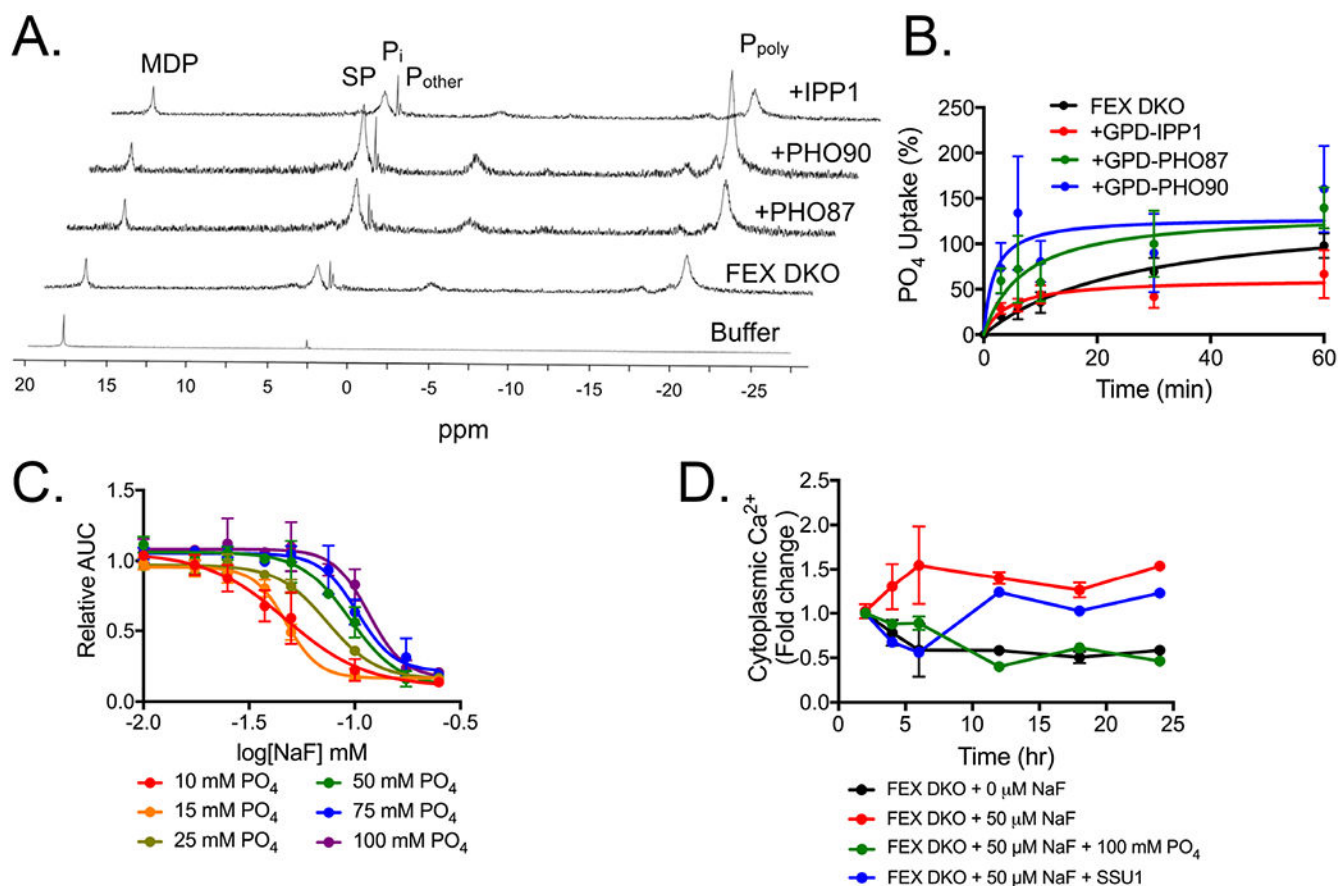 A.
MDP
SP
Pi
Pother
Ppoly
+IPP1
+PHO90
+PHO87
FEX DKO
Buffer
20 15 10 5 0 -5 -10 -15 -20 -25
ppm
B.
PO4 Uptake (%)
250
200
150
100
50
0
0 20 40 60
Time (min)
FEX DKO
+GPD-IPP1
+GPD-PHO87
+GPD-PHO90
C.
Relative AUC
1.5
1.0
0.5
0.0
-2.0 -1.5 -1.0 -0.5
log[NaF] mM
10 mM PO4
15 mM PO4
25 mM PO4
50 mM PO4
75 mM PO4
100 mM PO4
D.
Cytoplasmic Ca2+
(Fold change )
2.5
2.0
1.5
1.0
0.5
0.0
0 5 10 15 20 25
Time (hr)
FEX DKO + 0 μM NaF
FEX DKO + 50 μM NaF
FEX DKO + 50 μM NaF + 100 mM PO4
FEX DKO + 50 μM NaF + SSU1